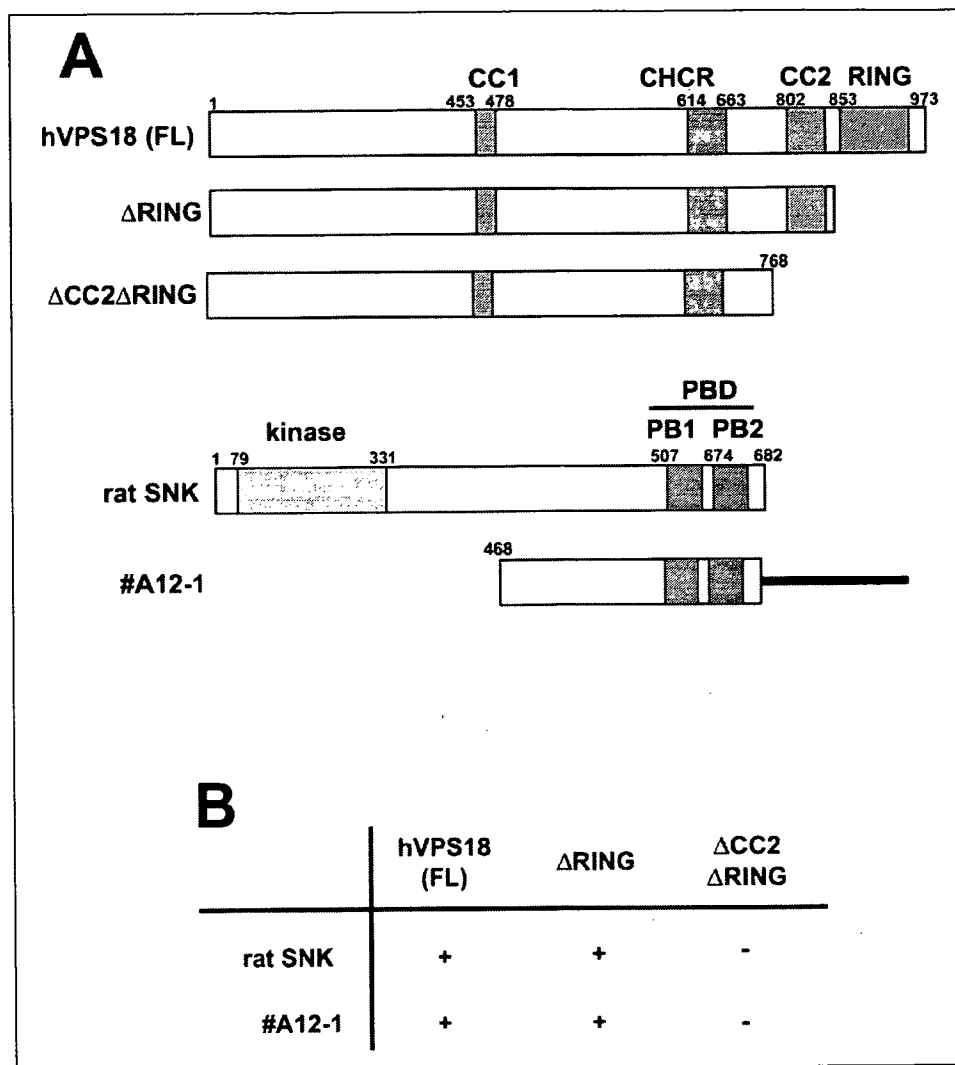 A
CC1 CHCR CC2 RING
1 453 478 614 663 802 853 973
hVPS18 (FL)
ΔRING
768
ΔCC2ΔRING
PBD
kinase PB1 PB2
1 79 331 507 674 682
rat SNK
468
#A12-1
B
hVPS18 (FL) ΔRING ΔCC2 ΔRING
rat SNK + + -
#A12-1 + + -